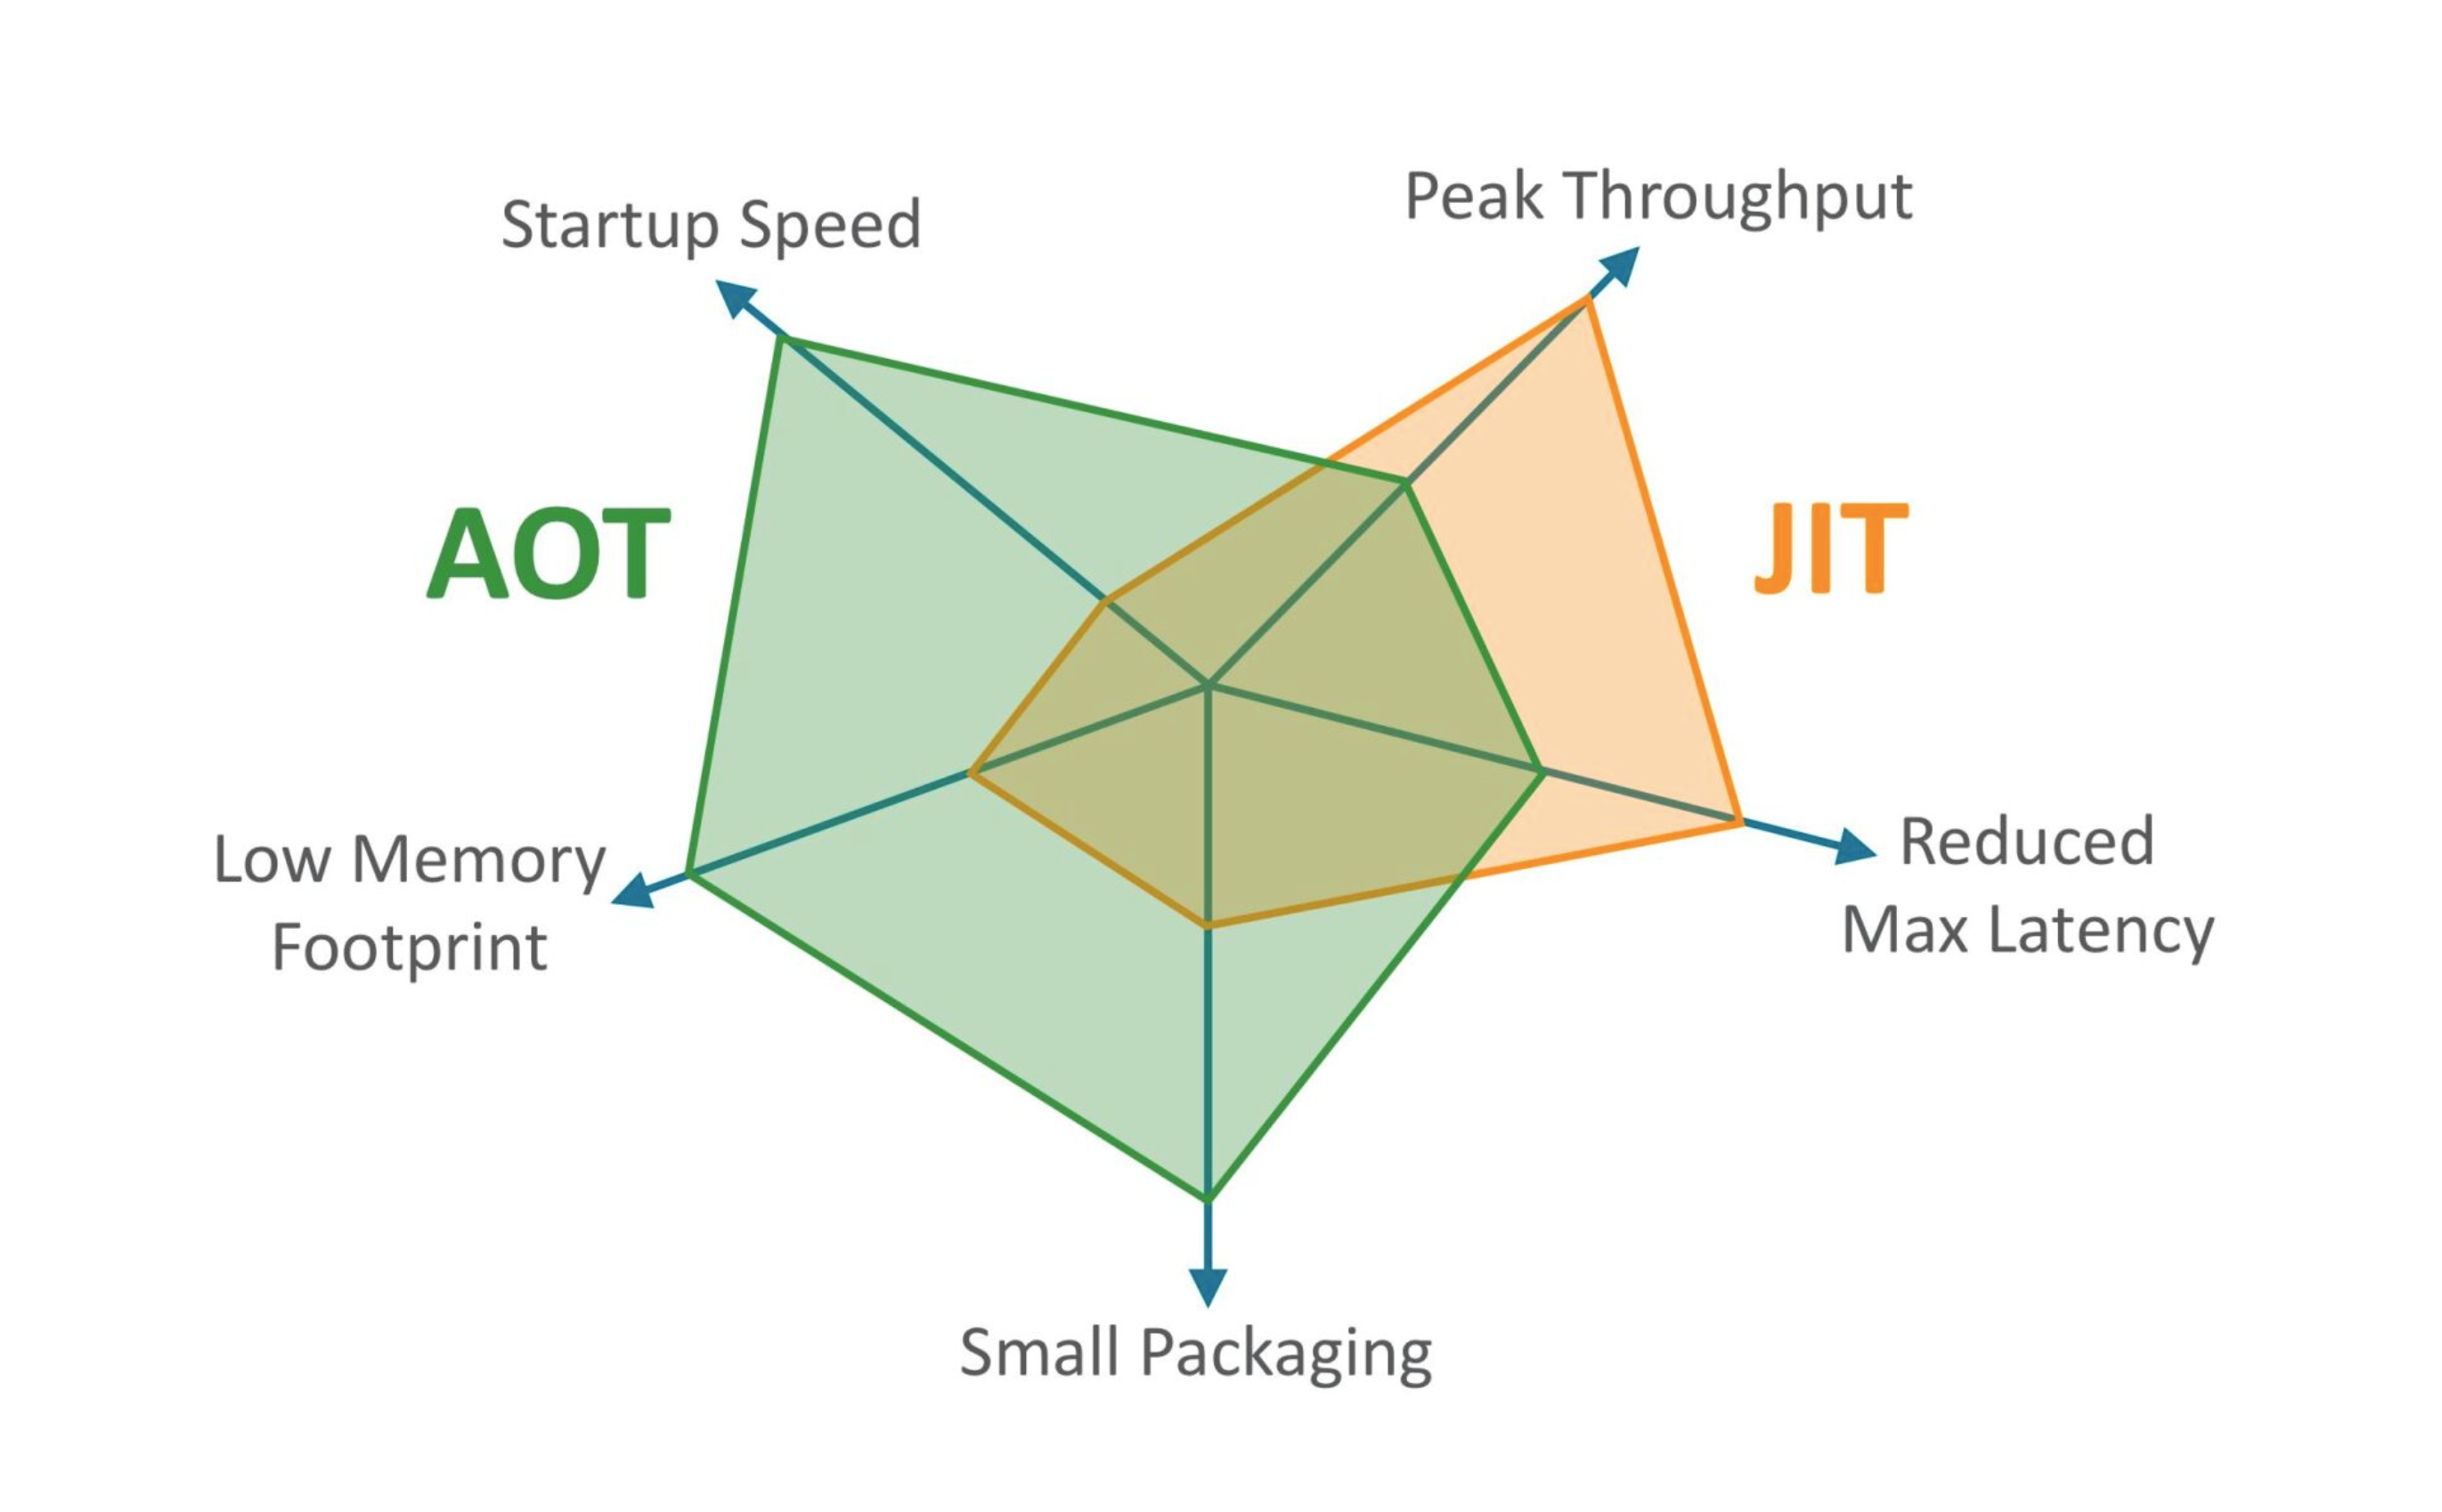 Peak Throughput
Startup Speed
AOT
JIT
Low Memory
Footprint
Reduced
Max Latency
Small Packaging